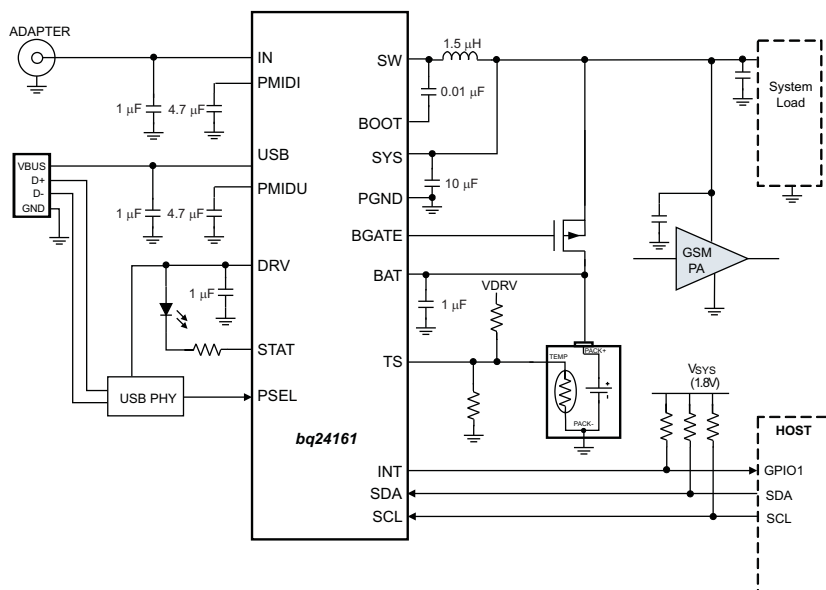 ADAPTER
IN
PMIDI
1 μF
4.7 μF
VBUS
D+
D-
GND
USB
PMIDU
1 μF
4.7 μF
DRV
1 μF
STAT
USB PHY
PSEL
bq24161
SW
1.5 μH
0.01 μF
BOOT
SYS
10 μF
PGND
BGATE
BAT
1 μF
VDRV
TS
TEMP
PACK+
+
PACK-
System
Load
GSM
PA
VSYS
(1.8V)
HOST
INT
GPIO1
SDA
SDA
SCL
SCL